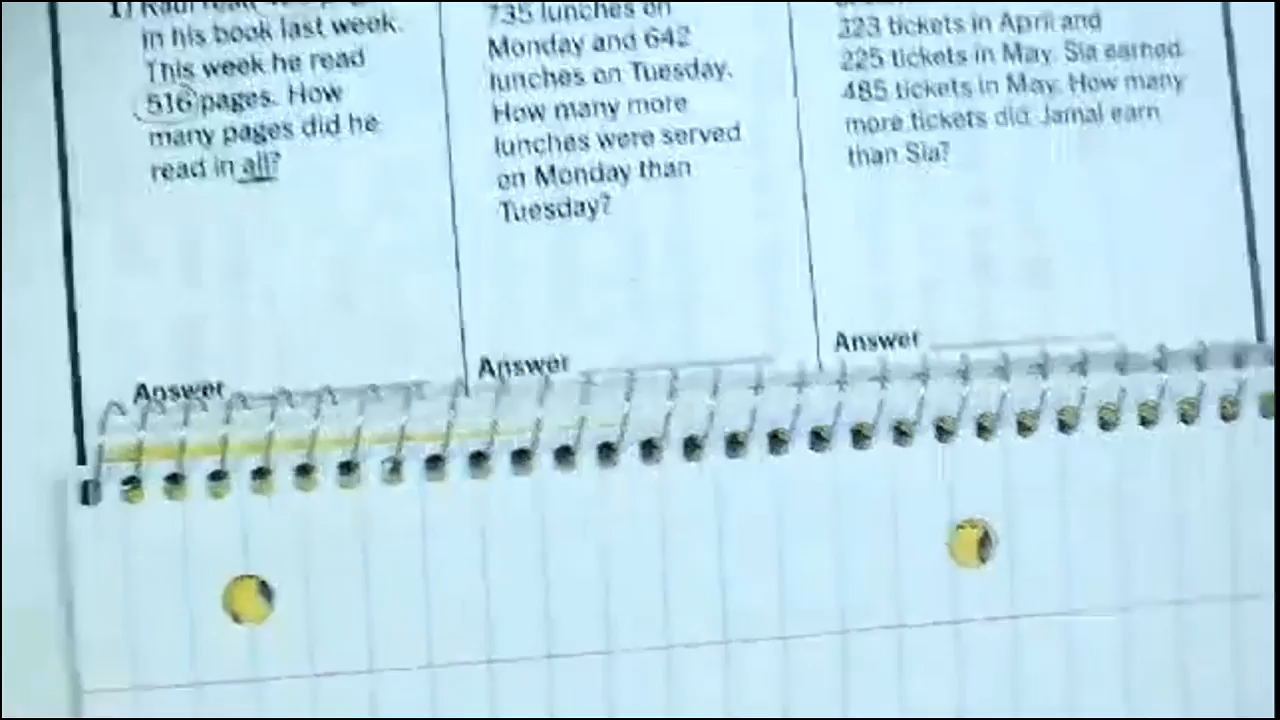 1) Raul read
in his book last week.
This week he read
516 pages. How
many pages did he
read in all?
Answer
735 lunches on
Monday and 642
lunches on Tuesday.
How many more
lunches were served
on Monday than
Tuesday?
Answer
323 tickets in April and
225 tickets in May. Sia earned
485 tickets in May. How many
more tickets did Jamal earn
than Sia?
Answer